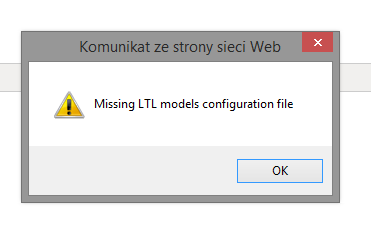 Komunikat ze strony sieci Web
Missing LTL models configuration file
OK